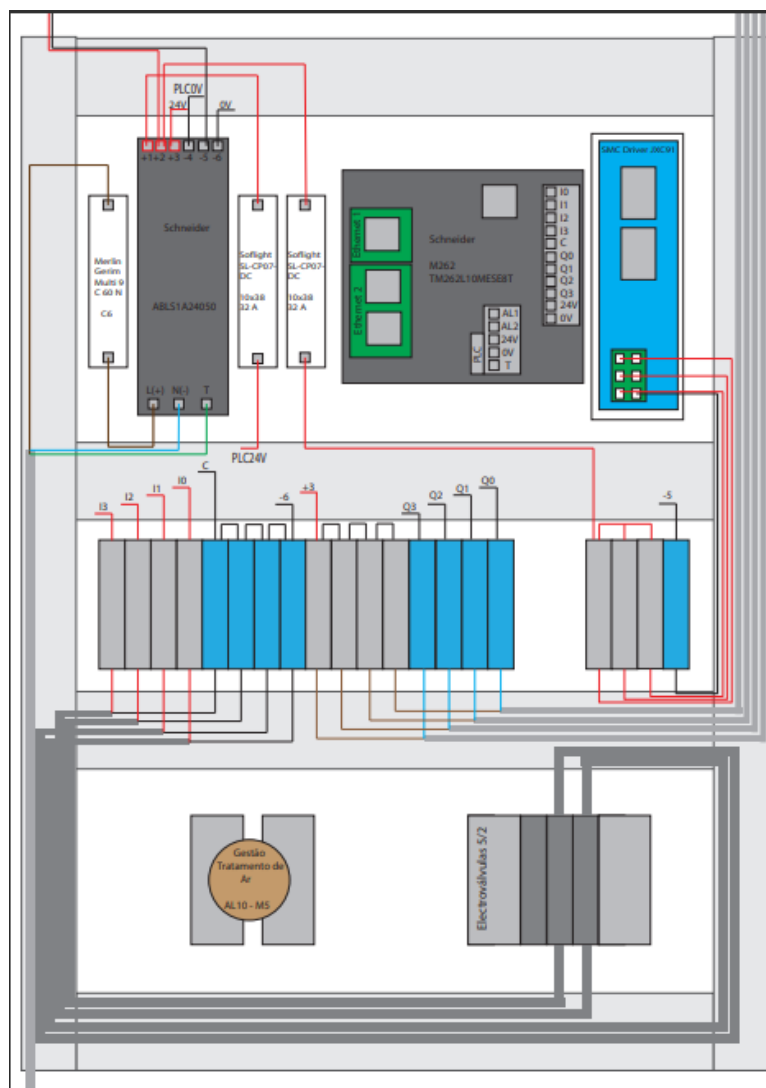 PLC0V
24V
0V
+1 +2 +3 -4 -5 -6
Schneider
ABLS1A24050
L(+) N(-) T
Merlin
Gerim
Multi 9
C 60 N
C6
Soflight
SL-CP07-
DC
10x38
32 A
Soflight
SL-CP07-
DC
10x38
32 A
PLC24V
Ethernet 1
Ethernet 2
Schneider
M262
TM262L10MESE8T
I0
I1
I2
I3
C
Q0
Q1
Q2
Q3
24V
0V
PLC
AL1
AL2
24V
0V
T
SMC Driver JXC91
I3
I2
I1
I0
C
-6
+3
Q3
Q2
Q1
Q0
-5
Gestão
Tratamento de
Ar
AL10 - M5
Electroválvulas 5/2